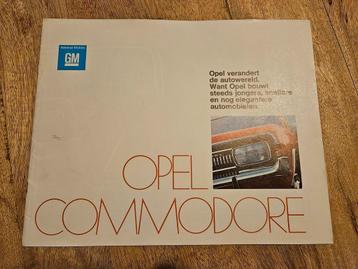 General Motors
GM
Opel verandert
de autowereld.
Want Opel bouwt
steeds jongere, snellere
en nog elegantere
automobielen.
OPEL
COMMODORE